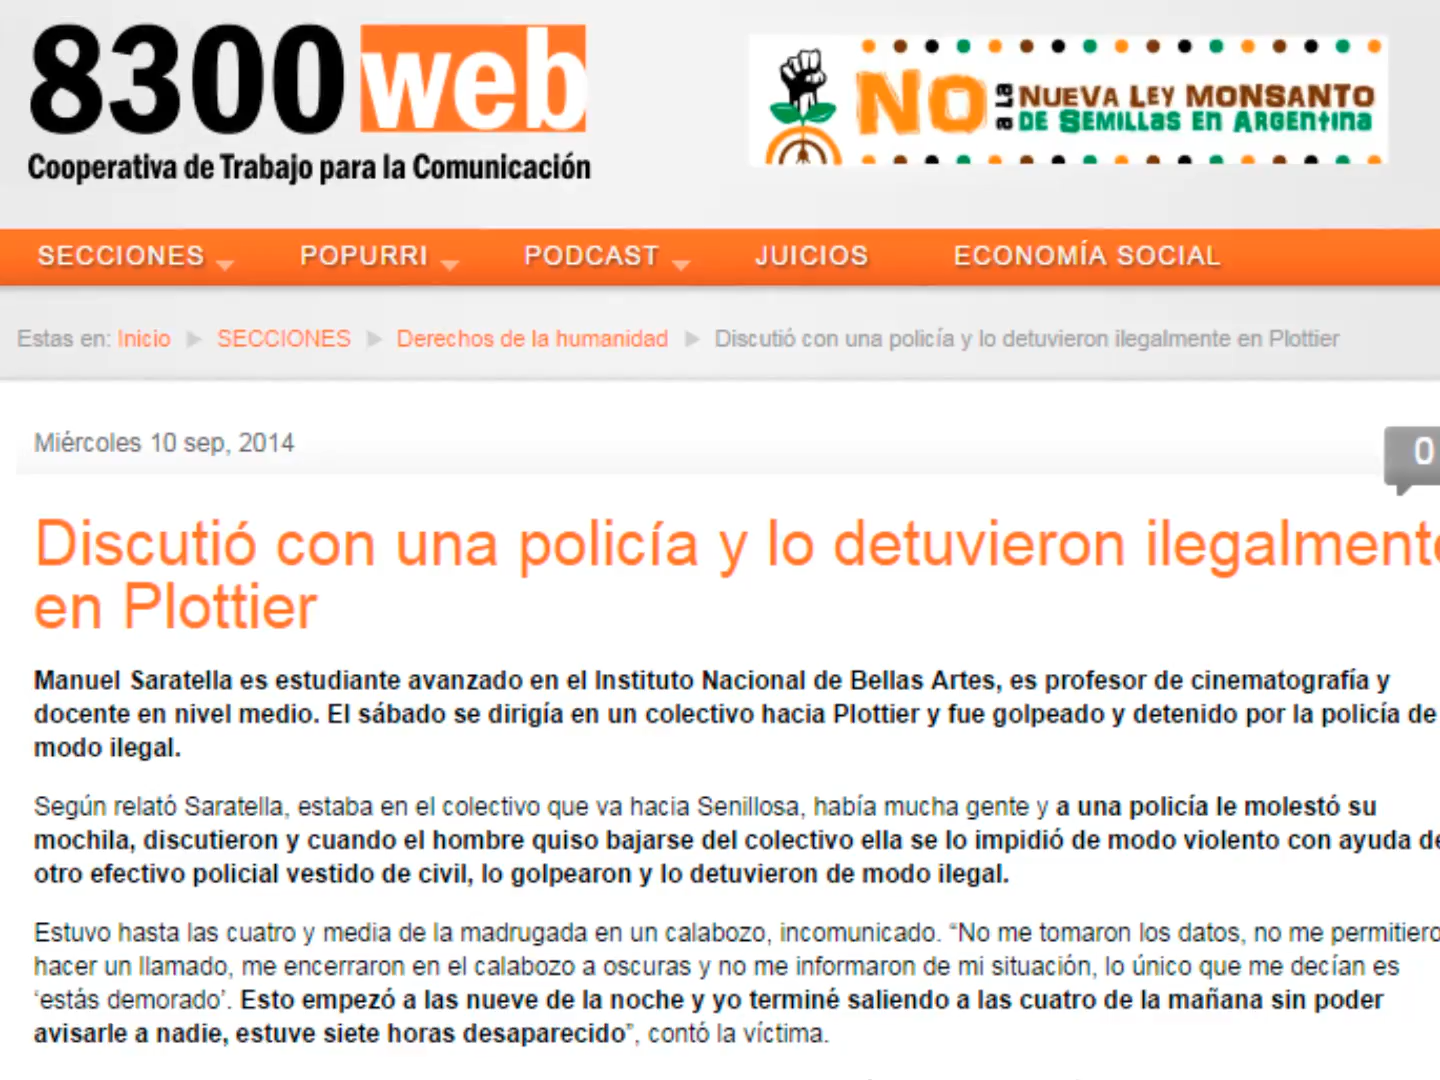 8300web
Cooperativa de Trabajo para la Comunicación
NO a la NUEVA LEY MONSANTO
DE SEMILLAS EN ARGENTINA
SECCIONES POPURRI PODCAST JUICIOS ECONOMÍA SOCIAL
Estas en: Inicio SECCIONES Derechos de la humanidad Discutió con una policía y lo detuvieron ilegalmente en Plottier
Miércoles 10 sep, 2014
0
Discutió con una policía y lo detuvieron ilegalmente
en Plottier
Manuel Saratella es estudiante avanzado en el Instituto Nacional de Bellas Artes, es profesor de cinematografía y
docente en nivel medio. El sábado se dirigía en un colectivo hacia Plottier y fue golpeado y detenido por la policía de
modo ilegal.
Según relató Saratella, estaba en el colectivo que va hacia Senillosa, había mucha gente y a una policía le molestó su
mochila, discutieron y cuando el hombre quiso bajarse del colectivo ella se lo impidió de modo violento con ayuda de
otro efectivo policial vestido de civil, lo golpearon y lo detuvieron de modo ilegal.
Estuvo hasta las cuatro y media de la madrugada en un calabozo, incomunicado. “No me tomaron los datos, no me permitiero
hacer un llamado, me encerraron en el calabozo a oscuras y no me informaron de mi situación, lo único que me decían es
‘estás demorado’. Esto empezó a las nueve de la noche y yo terminé saliendo a las cuatro de la mañana sin poder
avisarle a nadie, estuve siete horas desaparecido”, contó la víctima.